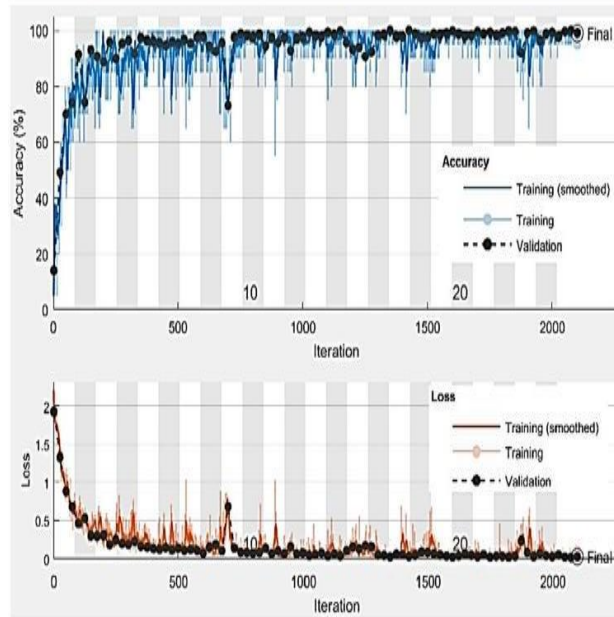 100
80
60
40
20
0
Accuracy (%)
Final
Accuracy
Training (smoothed)
Training
Validation
10
20
0
500
1000
1500
2000
Iteration
2
1.5
1
0.5
0
Loss
Loss
Training (smoothed)
Training
Validation
10
20
Final
0
500
1000
1500
2000
Iteration